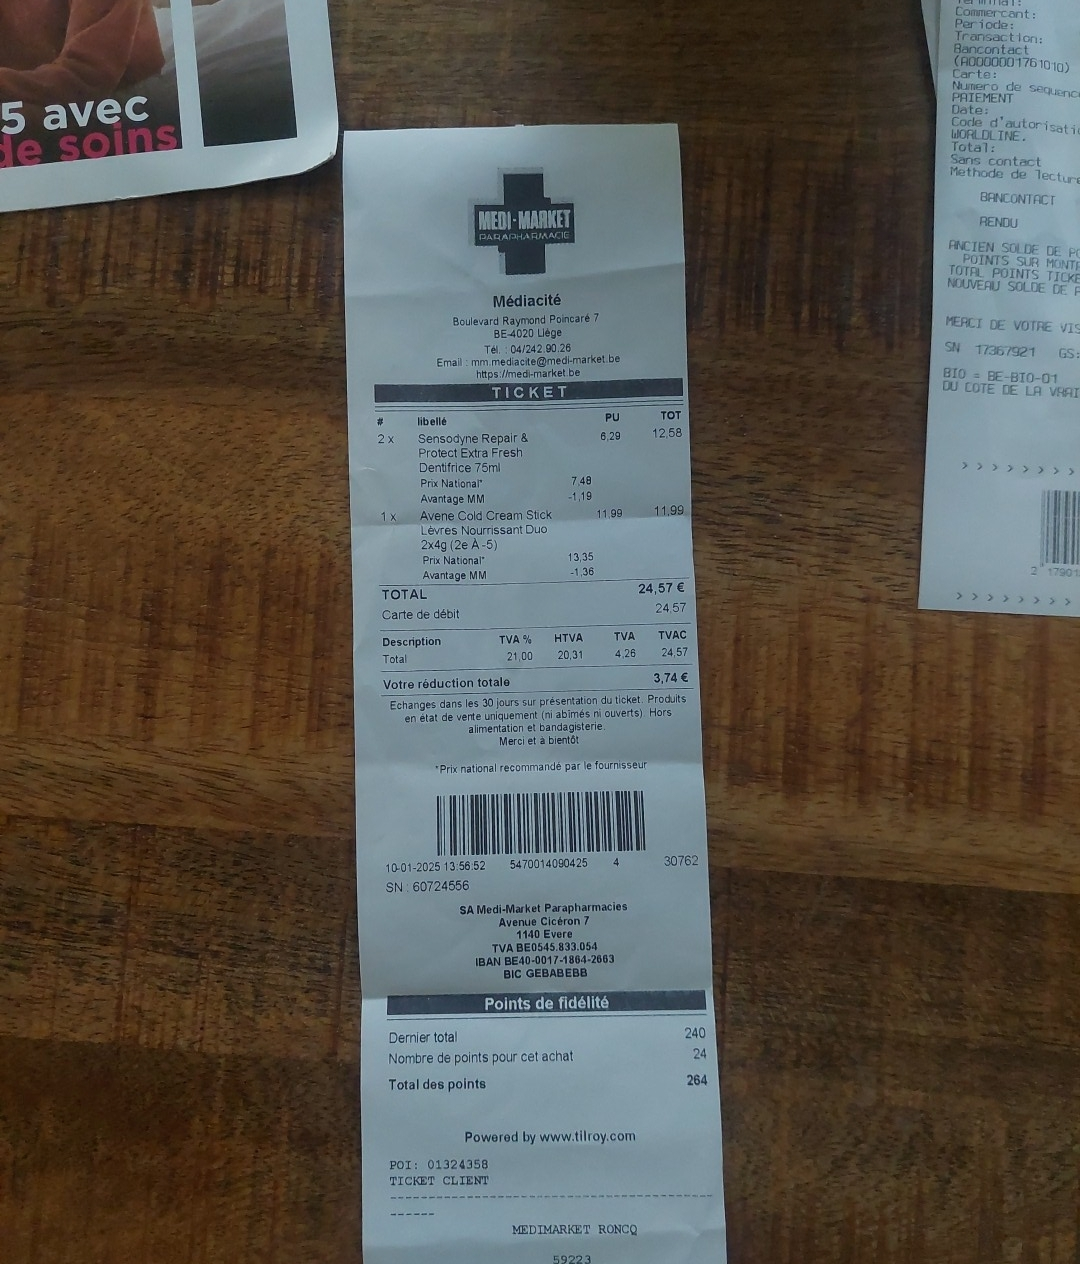 5 avec
de soins
MEDI-MARKET
PARAPHARMACIE
Médiacité
Boulevard Raymond Poincaré 7
BE-4020 Liège
Tél. : 04/242.90.26
Email : mm.mediacite@medi-market.be
https://medi-market.be
TICKET
# libellé PU TOT
2 x Sensodyne Repair & 6,29 12,58
Protect Extra Fresh
Dentifrice 75ml
Prix National* 7,48
Avantage MM -1,19
1 x Avene Cold Cream Stick 11,99 11,99
Lèvres Nourrissant Duo
2x4g (2e À -5)
Prix National* 13,35
Avantage MM -1,36
TOTAL 24,57 €
Carte de débit 24,57
Description TVA % HTVA TVA TVAC
Total 21,00 20,31 4,26 24,57
Votre réduction totale 3,74 €
Echanges dans les 30 jours sur présentation du ticket. Produits
en état de vente uniquement (ni abîmés ni ouverts). Hors
alimentation et bandagisterie.
Merci et à bientôt
*Prix national recommandé par le fournisseur
10-01-2025 13:56:52 5470014090425 4 30762
SN : 60724556
SA Medi-Market Parapharmacies
Avenue Cicéron 7
1140 Evere
TVA BE0545.833.054
IBAN BE40-0017-1864-2663
BIC GEBABEBB
Points de fidélité
Dernier total 240
Nombre de points pour cet achat 24
Total des points 264
Powered by www.tilroy.com
POI: 01324358
TICKET CLIENT
MEDIMARKET RONCQ
59223
Terminal:
Commercant:
Periode:
Transaction:
Bancontact
(A0000001761010)
Carte:
Numero de sequence
PAIEMENT
Date:
Code d'autorisatio
WORLDLINE.
Total:
Sans contact
Methode de lecture
BANCONTACT
RENDU
ANCIEN SOLDE DE PO
POINTS SUR MONTA
TOTAL POINTS TICKE
NOUVEAU SOLDE DE P
MERCI DE VOTRE VIS
SN 17367921 GS:
BIO = BE-BIO-01
DU COTE DE LA VRAI
> > > > > > > >
2 17901
> > > > > > > >